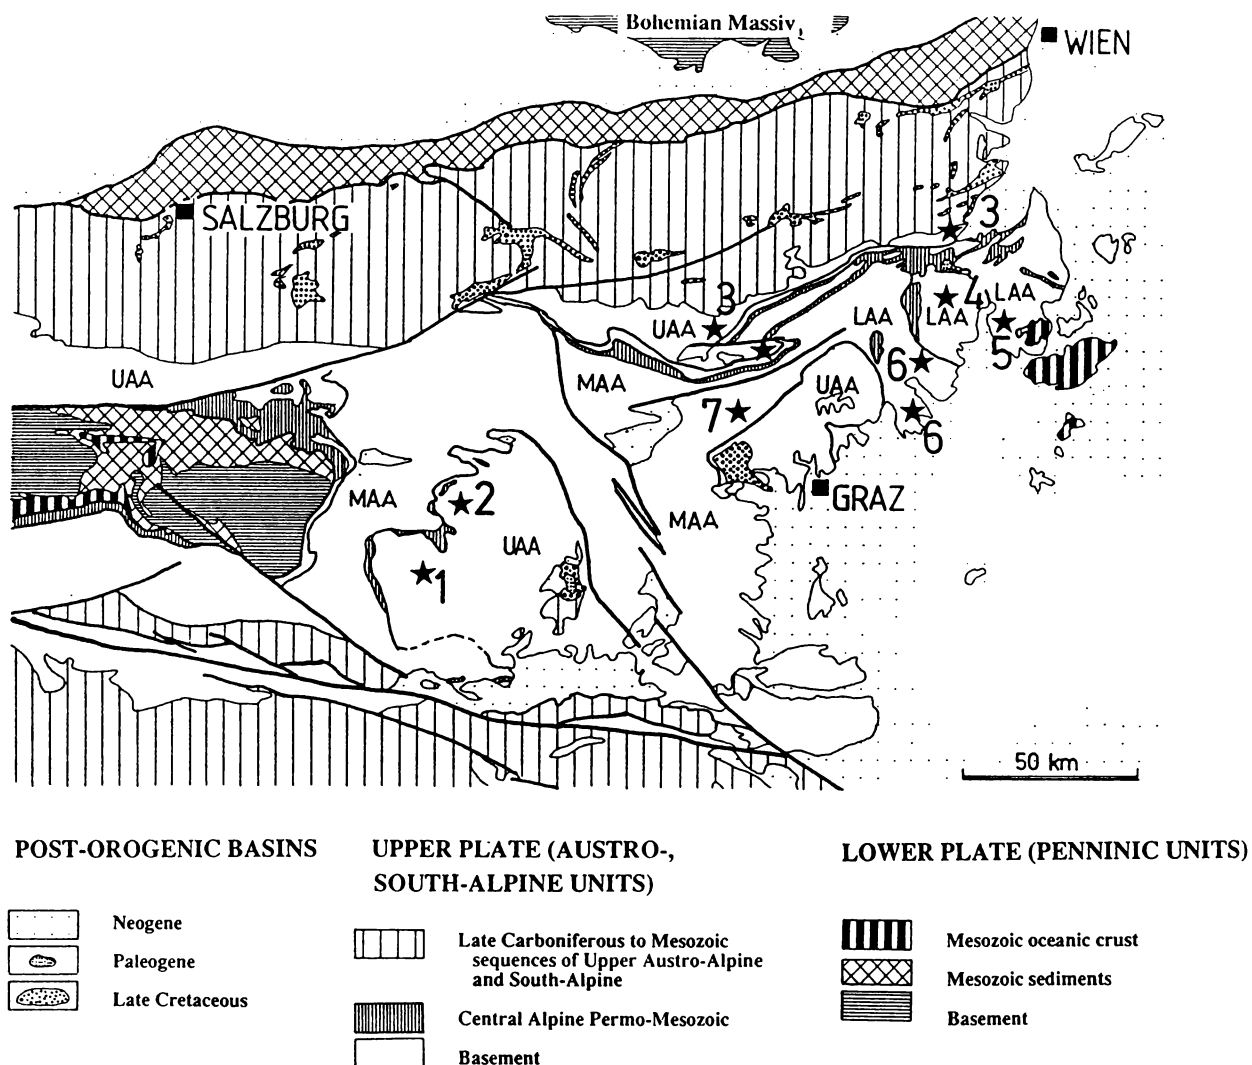 Bohemian Massiv
WIEN
SALZBURG
3
3
4
LAA
UAA
LAA
LAA
5
UAA
MAA
6
UAA
7
6
MAA
2
GRAZ
MAA
UAA
1
50 km
POST-OROGENIC BASINS
Neogene
Paleogene
Late Cretaceous
UPPER PLATE (AUSTRO-,
SOUTH-ALPINE UNITS)
Late Carboniferous to Mesozoic
sequences of Upper Austro-Alpine
and South-Alpine
Central Alpine Permo-Mesozoic
Basement
LOWER PLATE (PENNINIC UNITS)
Mesozoic oceanic crust
Mesozoic sediments
Basement